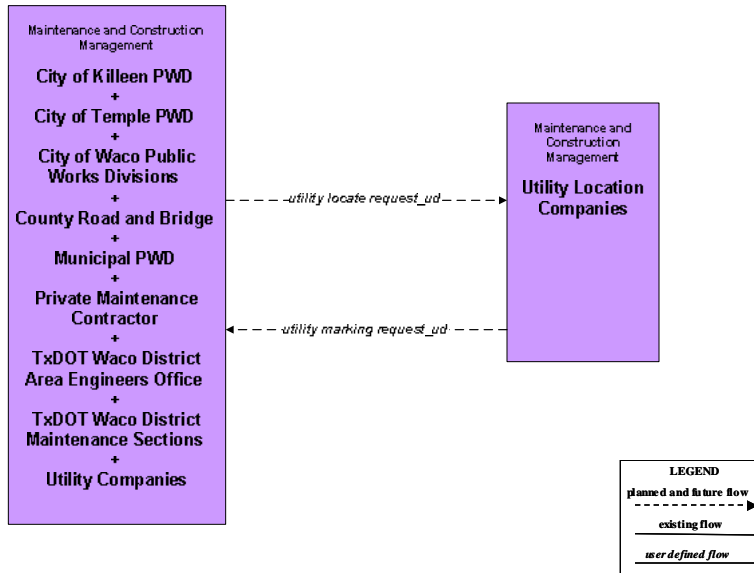 Maintenance and Construction
Management
City of Killeen PWD
+
City of Temple PWD
+
City of Waco Public
Works Divisions
+
County Road and Bridge
+
Municipal PWD
+
Private Maintenance
Contractor
+
TxDOT Waco District
Area Engineers Office
+
TxDOT Waco District
Maintenance Sections
+
Utility Companies
utility locate request_ud
utility marking request_ud
Maintenance and
Construction
Management
Utility Location
Companies
LEGEND
planned and future flow
existing flow
user defined flow